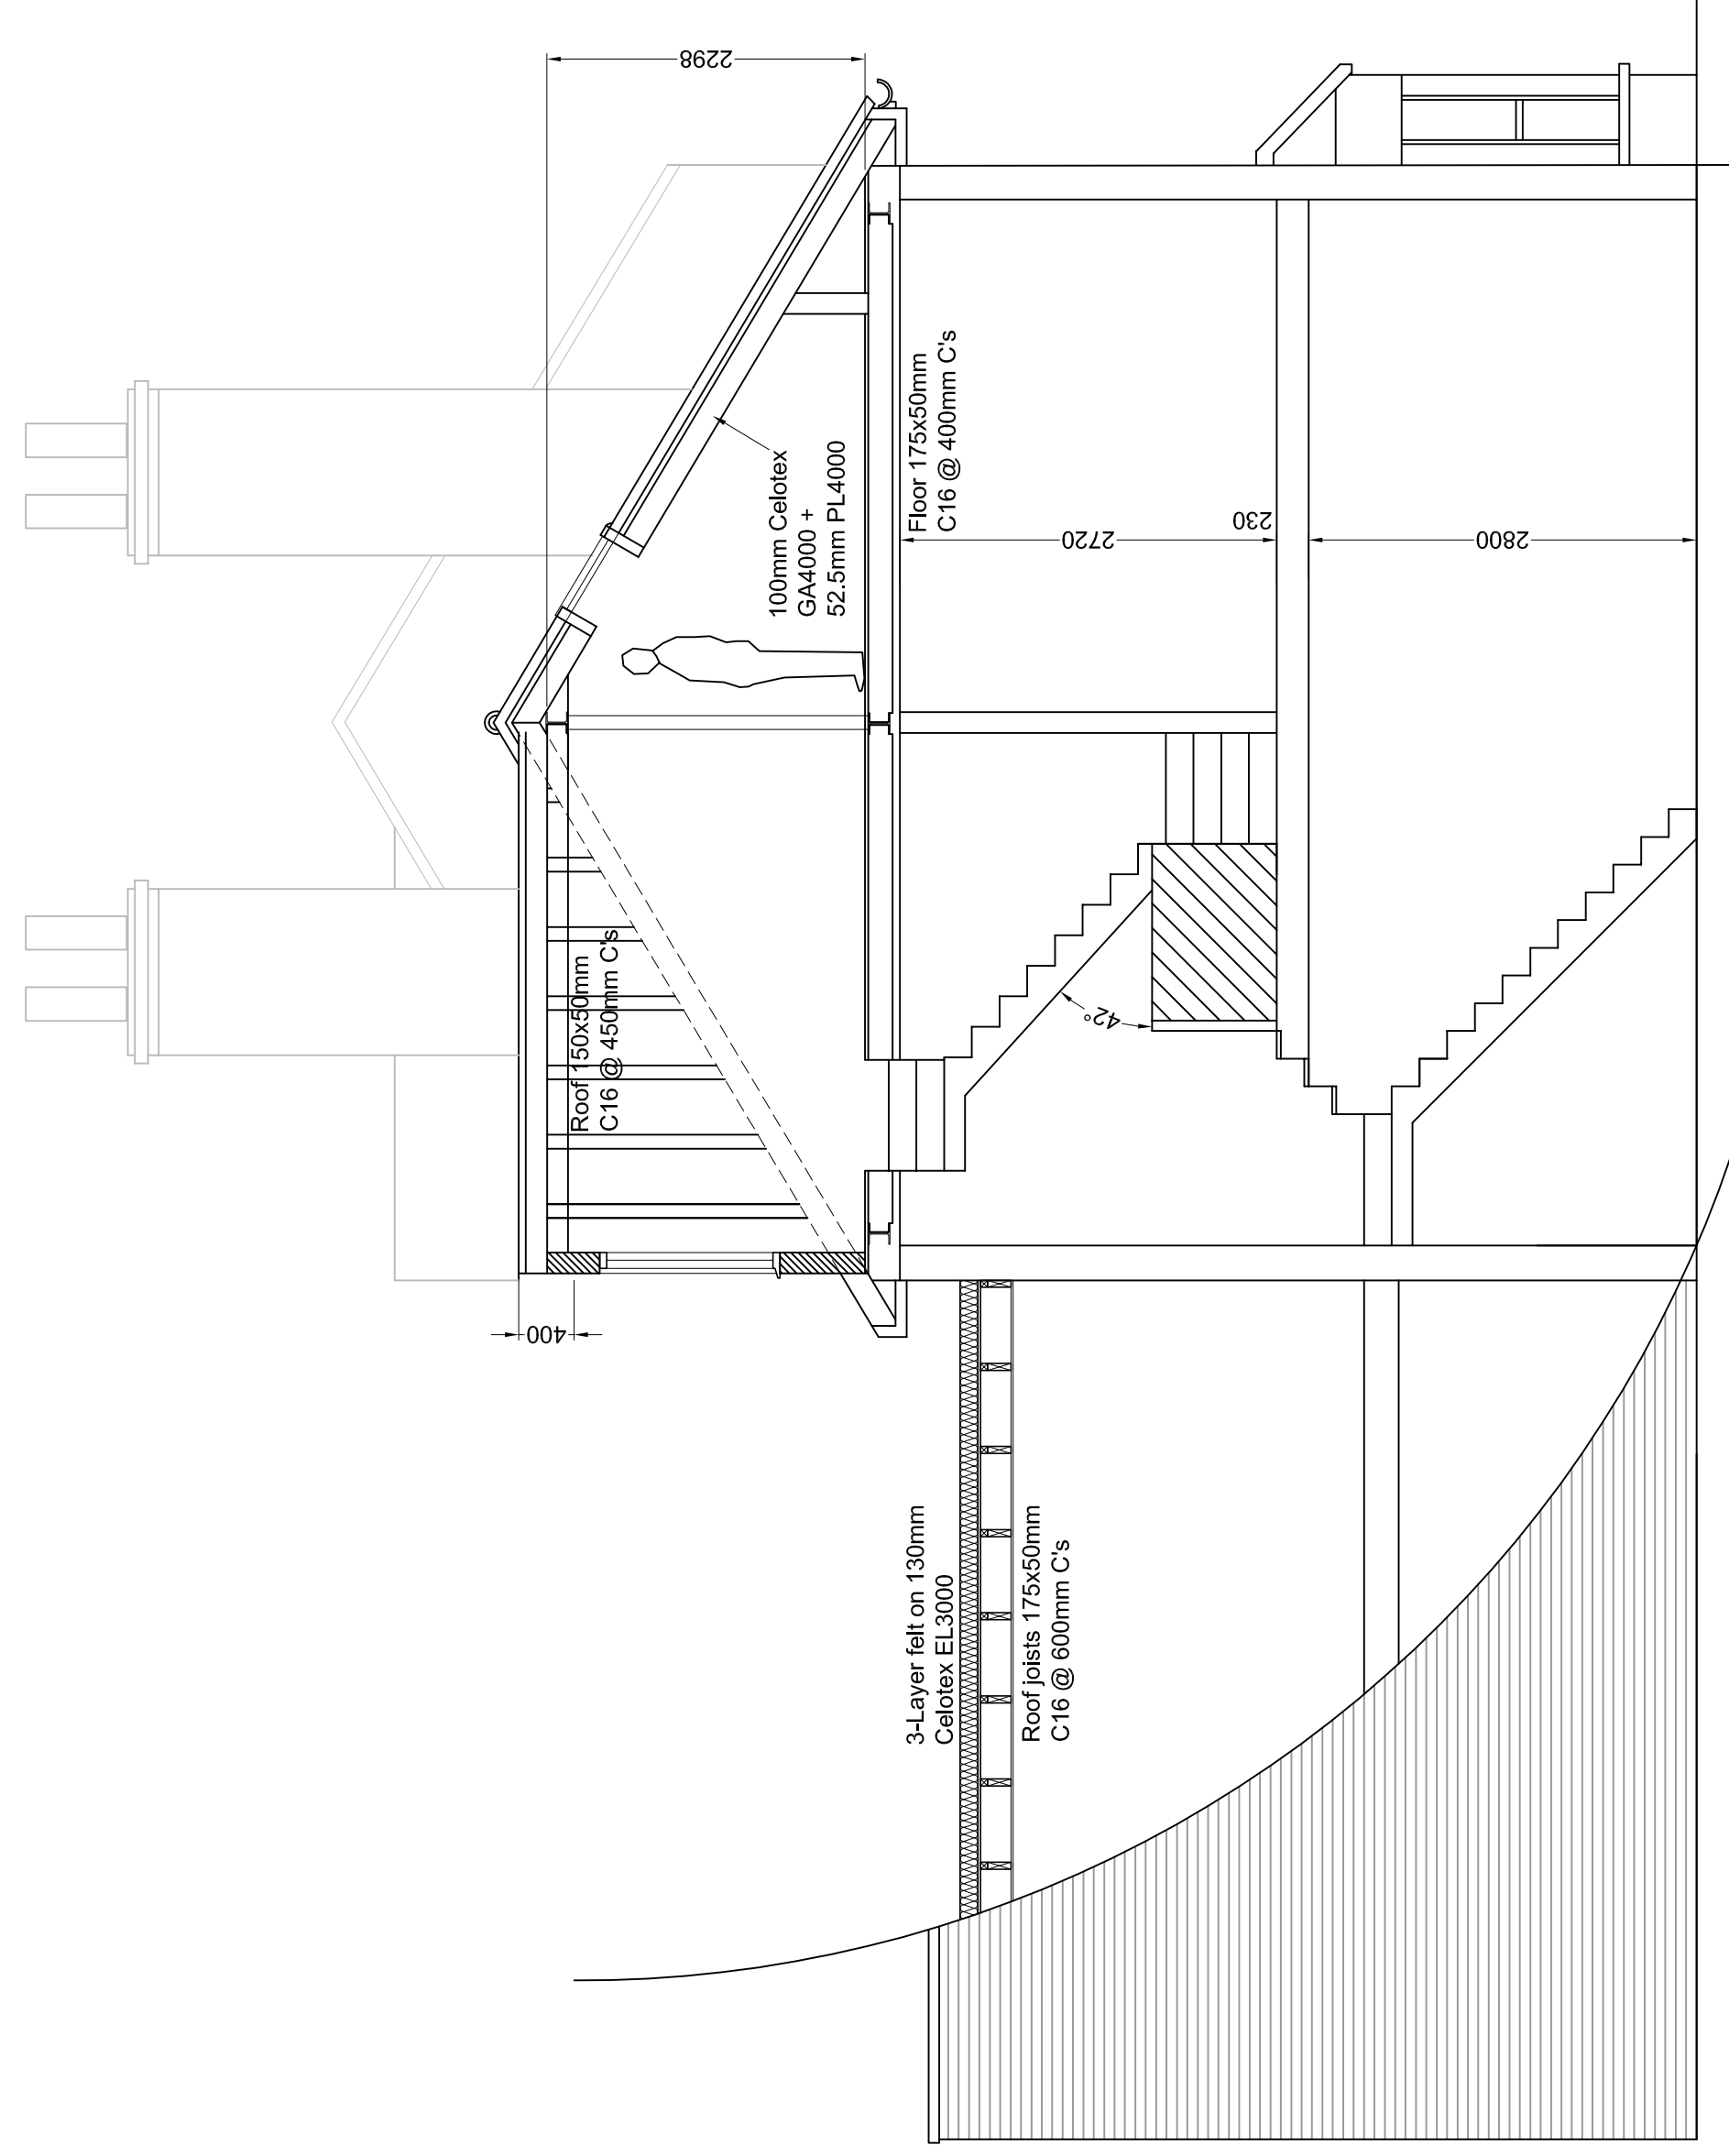 2298
100mm Celotex
GA4000 +
52.5mm PL4000
Floor 175x50mm
C16 @ 400mm C's
2720
230
2800
Roof 150x50mm
C16 @ 450mm C's
42°
400
3-Layer felt on 130mm
Celotex EL3000
Roof joists 175x50mm
C16 @ 600mm C's